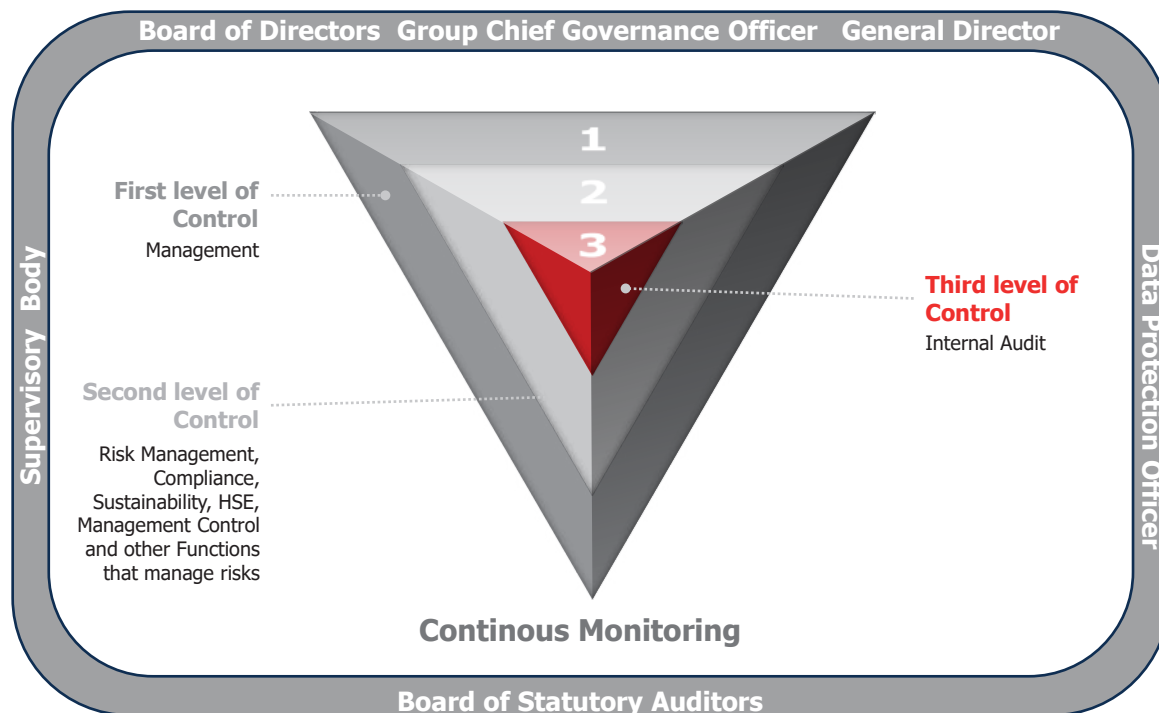 Board of Directors Group Chief Governance Officer General Director
1
2
3
First level of
Control
Management
Third level of
Control
Internal Audit
Second level of
Control
Risk Management,
Compliance,
Sustainability, HSE,
Management Control
and other Functions
that manage risks
Supervisory Body
Data Protection Officer
Continous Monitoring
Board of Statutory Auditors